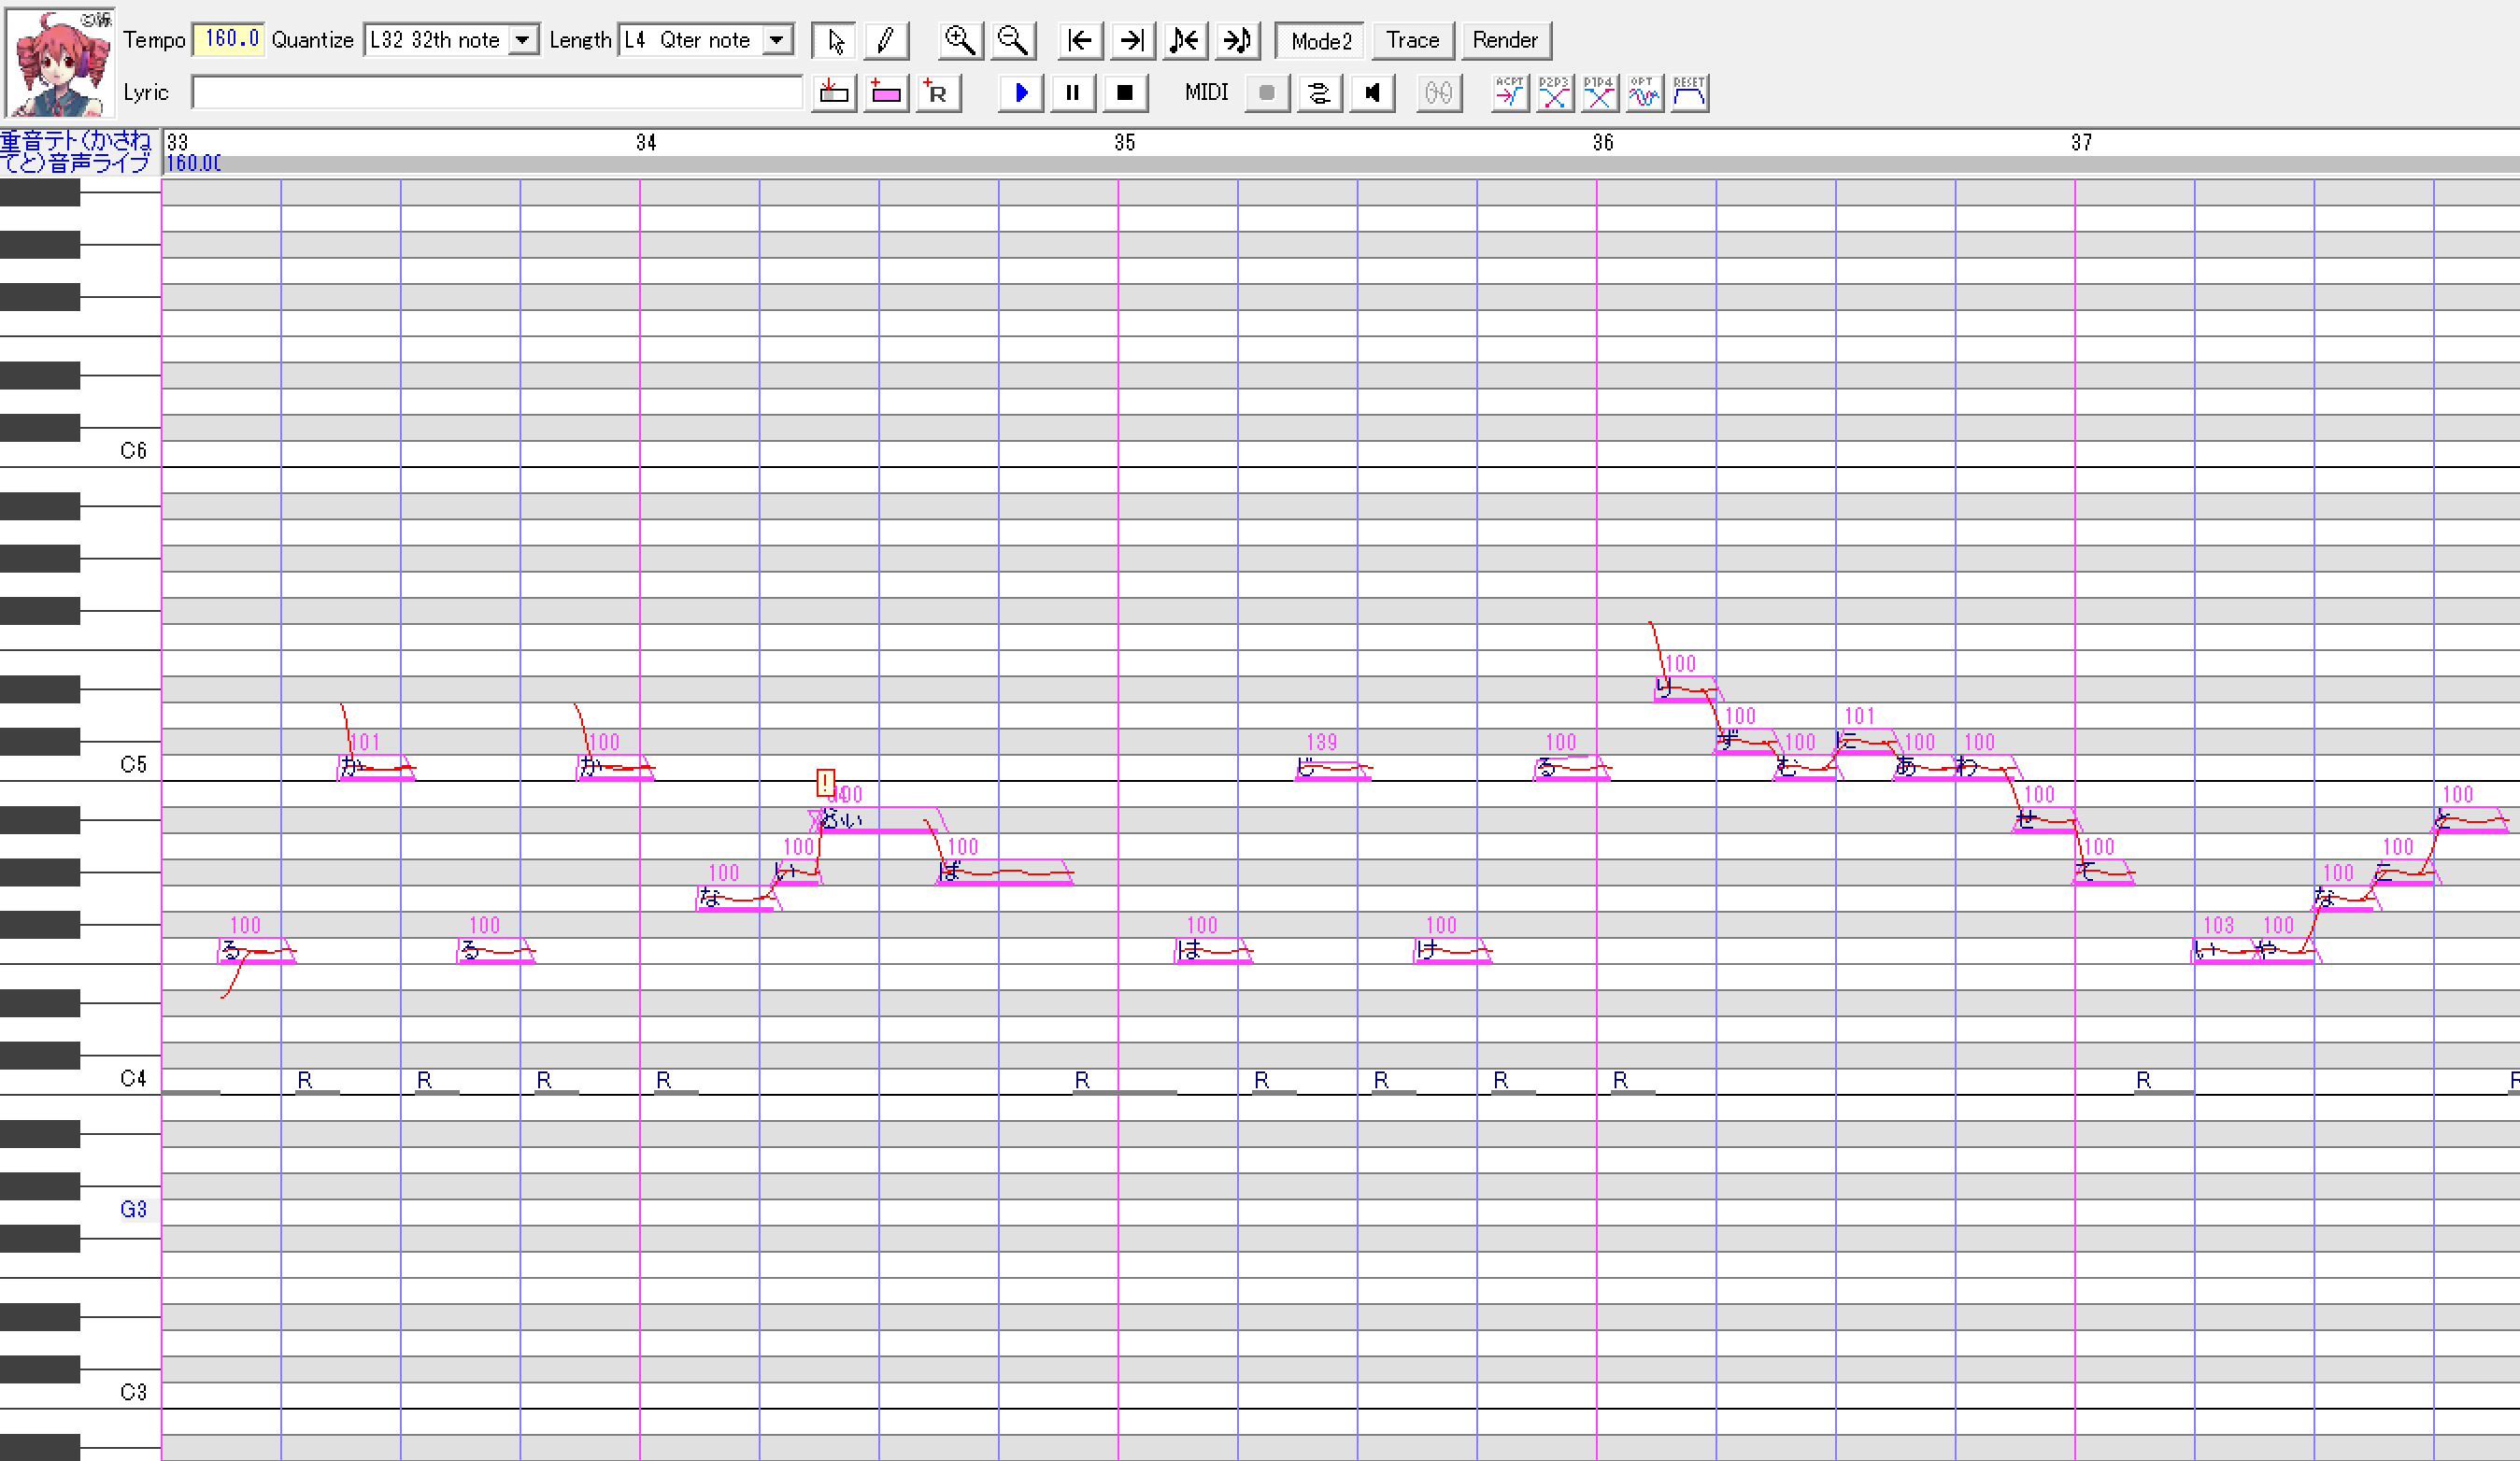 Tempo 160.0 Quantize L32 32th note Length L4 Qter note Mode2 Trace Render
Lyric +R MIDI ACPT P2P3 P1P4 OPT RESET
重音テト(かさね
てと)音声ライブ
33 34 35 36 37
160.00
C6
100
り
100 101
ず に
101 100 139 100 100 100 100
C5 か か じ る む あ わ
! 100 100
せ ど
100 100 100 100
い ば て こ
100 100
な な
100 100 100 100 103 100
る る は け い や
C4 R R R R R R R R R R R
G3
C3